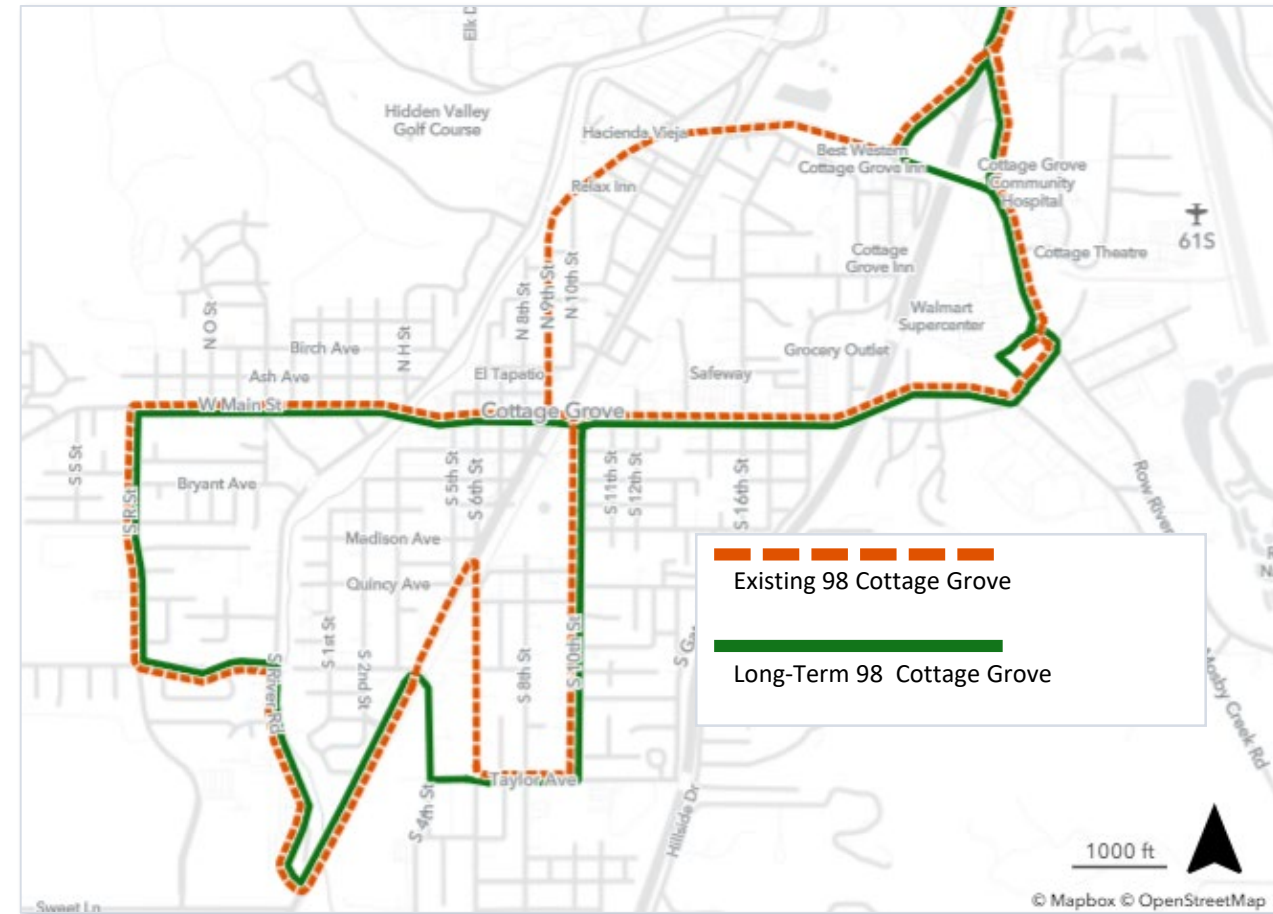 Elk D
Hidden Valley
Golf Course
Hacienda Vieja
Best Western
Cottage Grove Inn
Cottage Grove
Community
Hospital
Relax Inn
61S
Cottage
Grove Inn
Cottage Theatre
N O St
N H St
N 8th St
N 9th St
N 10th St
Walmart
Supercenter
Birch Ave
Grocery Outlet
Ash Ave
El Tapatio
Safeway
W Main St
Cottage Grove
S S St
S R St
Bryant Ave
S 5th St
S 6th St
S 11th St
S 12th St
S 16th St
Row River
Madison Ave
Quincy Ave
Existing 98 Cottage Grove
S 1st St
S 2nd St
S 8th St
S 10th St
S Ga
S River Rd
Long-Term 98 Cottage Grove
Mosby Creek Rd
Taylor Ave
S 4th St
Hillside Dr
1000 ft
Sweet Ln
© Mapbox © OpenStreetMap